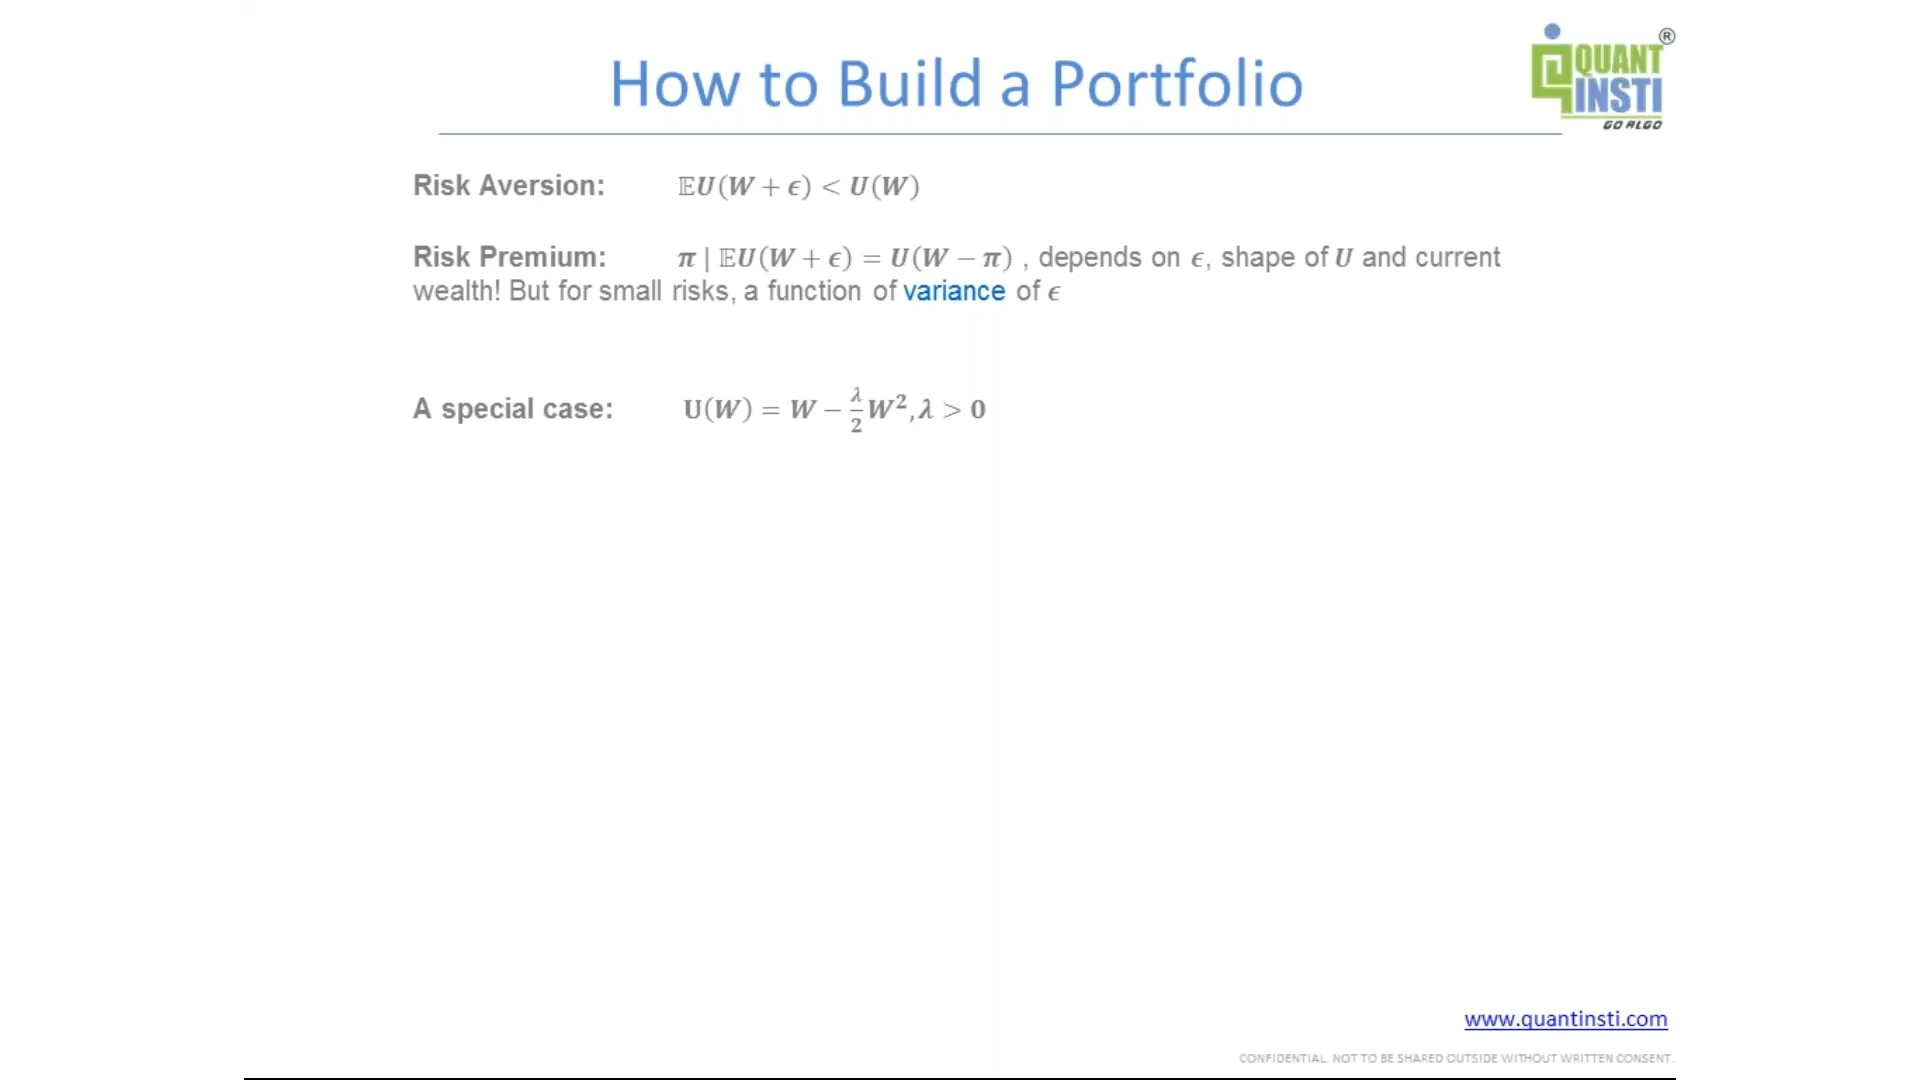 How to Build a Portfolio
QUANT ®
INSTI
GO ALGO
Risk Aversion: 𝔼U(W + ϵ) < U(W)
Risk Premium: π | 𝔼U(W + ϵ) = U(W − π) , depends on ϵ, shape of U and current
wealth! But for small risks, a function of variance of ϵ
A special case: U(W) = W − λ/2 W², λ > 0
www.quantinsti.com
CONFIDENTIAL. NOT TO BE SHARED OUTSIDE WITHOUT WRITTEN CONSENT.